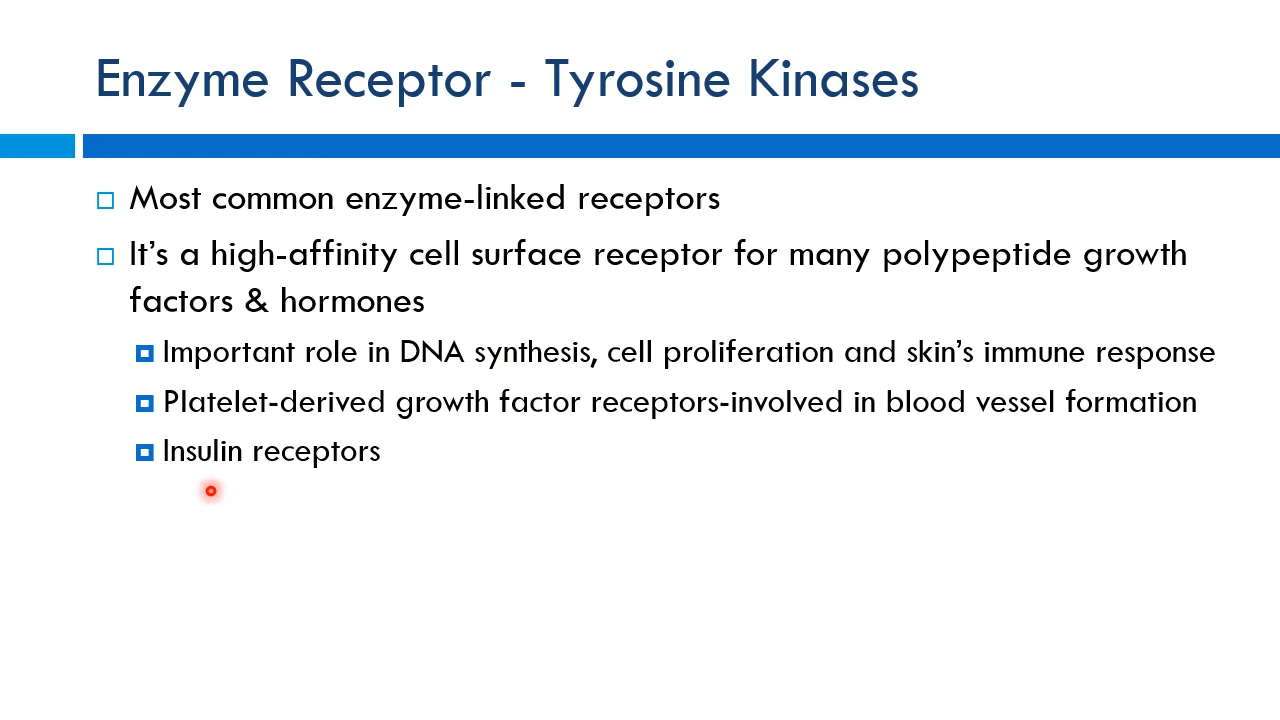 Enzyme Receptor - Tyrosine Kinases
Most common enzyme-linked receptors
It’s a high-affinity cell surface receptor for many polypeptide growth
factors & hormones
Important role in DNA synthesis, cell proliferation and skin’s immune response
Platelet-derived growth factor receptors-involved in blood vessel formation
Insulin receptors